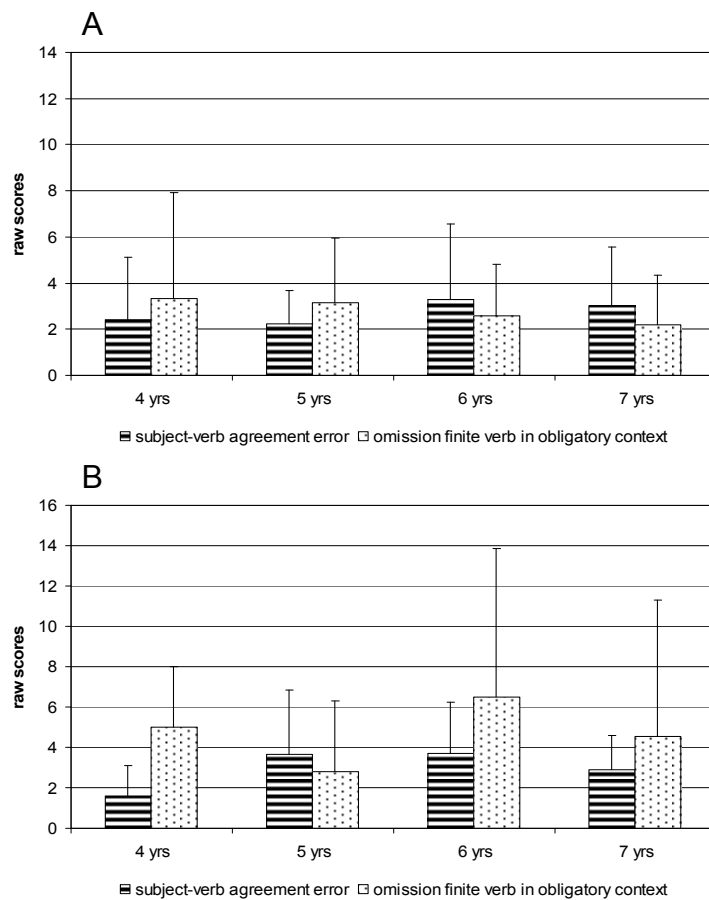 A
14
12
10
8
6
4
2
0
raw scores
4 yrs 5 yrs 6 yrs 7 yrs
subject-verb agreement error omission finite verb in obligatory context
B
16
14
12
10
8
6
4
2
0
raw scores
4 yrs 5 yrs 6 yrs 7 yrs
subject-verb agreement error omission finite verb in obligatory context